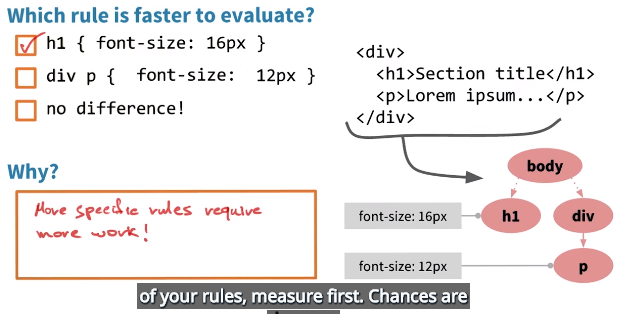 Which rule is faster to evaluate?
h1 { font-size: 16px }
div p { font-size: 12px }
no difference!
<div>
<h1>Section title</h1>
<p>Lorem ipsum...</p>
</div>
Why?
More specific rules require
more work!
body
font-size: 16px
h1
div
font-size: 12px
p
of your rules, measure first. Chances are